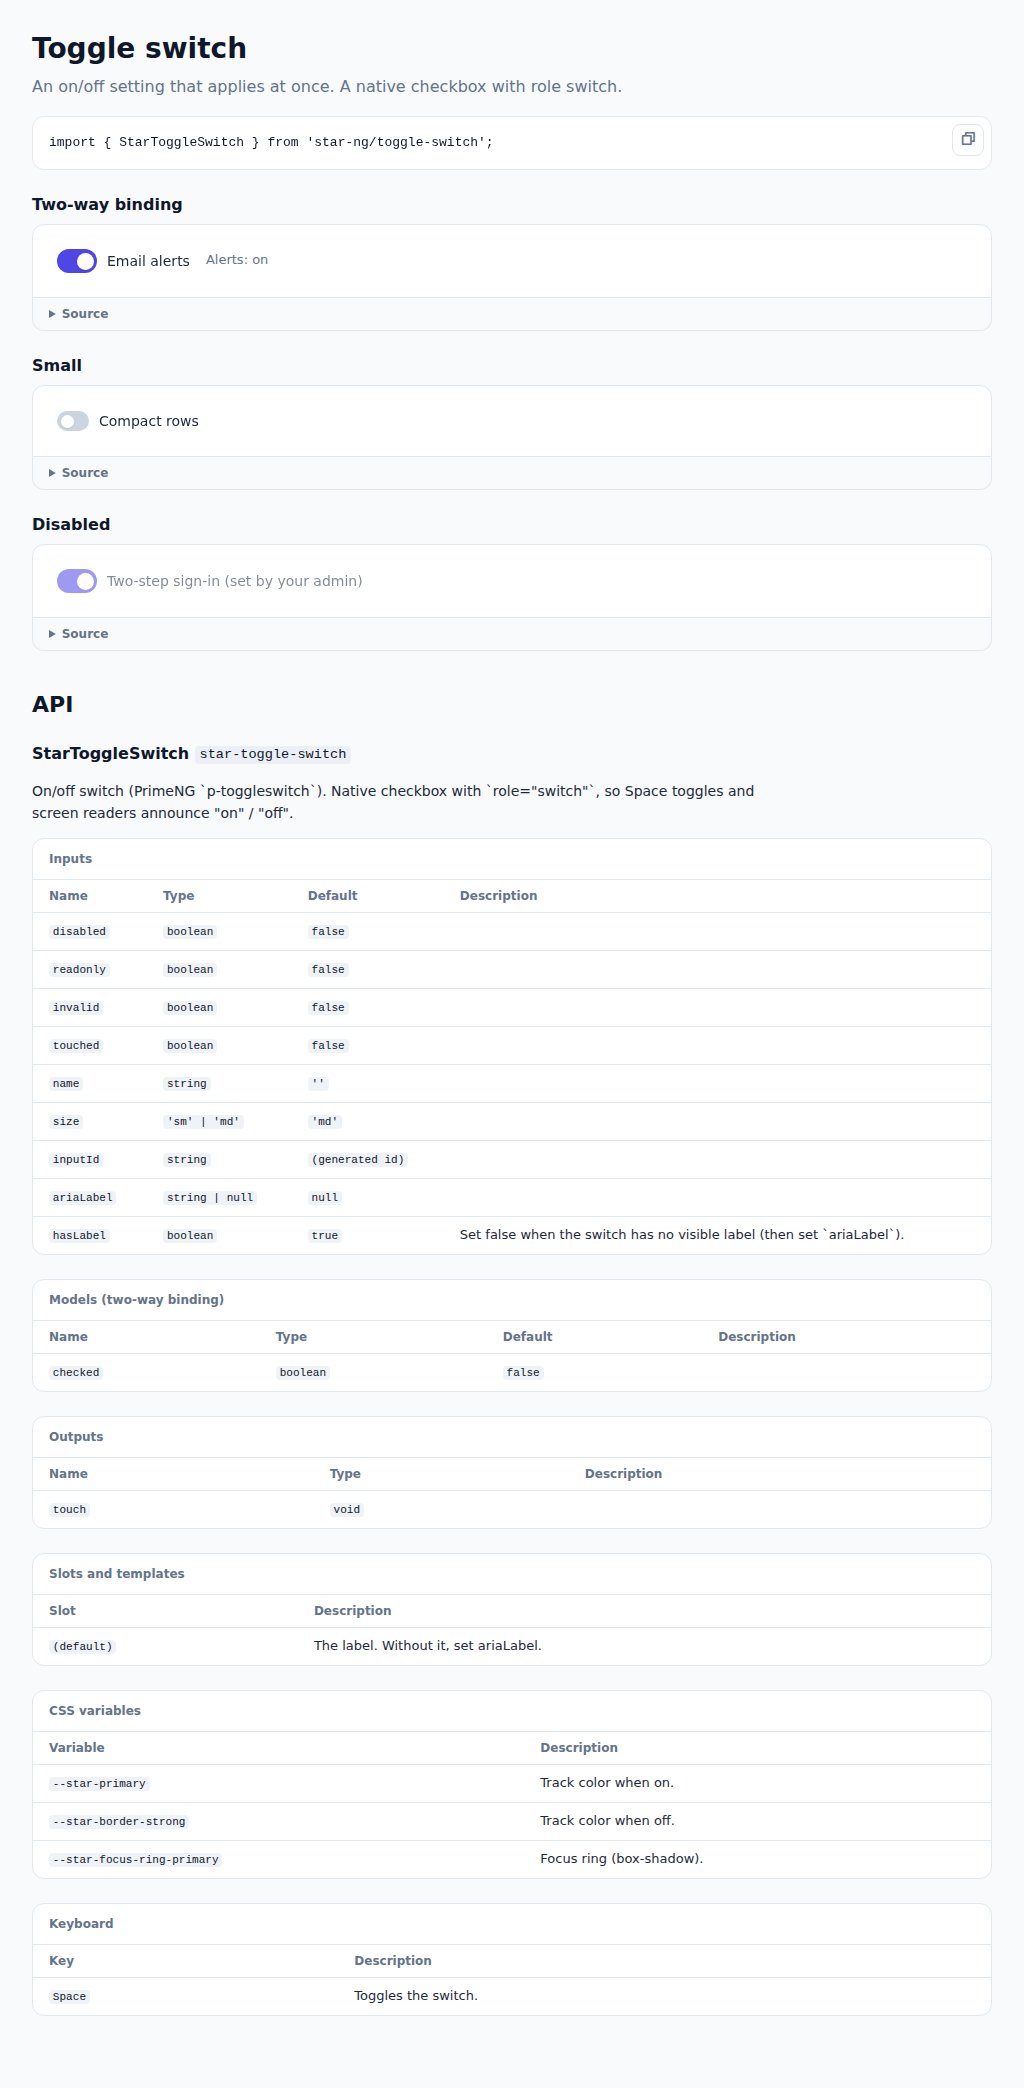 Toggle switch
An on/off setting that applies at once. A native checkbox with role switch.
import { StarToggleSwitch } from 'star-ng/toggle-switch';
Two-way binding
Email alerts Alerts: on
Source
Small
Compact rows
Source
Disabled
Two-step sign-in (set by your admin)
Source
API
StarToggleSwitch star-toggle-switch
On/off switch (PrimeNG `p-toggleswitch`). Native checkbox with `role="switch"`, so Space toggles and
screen readers announce "on" / "off".
Inputs
Name Type Default Description
disabled boolean false
readonly boolean false
invalid boolean false
touched boolean false
name string ''
size 'sm' | 'md' 'md'
inputId string (generated id)
ariaLabel string | null null
hasLabel boolean true Set false when the switch has no visible label (then set `ariaLabel`).
Models (two-way binding)
Name Type Default Description
checked boolean false
Outputs
Name Type Description
touch void
Slots and templates
Slot Description
(default) The label. Without it, set ariaLabel.
CSS variables
Variable Description
--star-primary Track color when on.
--star-border-strong Track color when off.
--star-focus-ring-primary Focus ring (box-shadow).
Keyboard
Key Description
Space Toggles the switch.